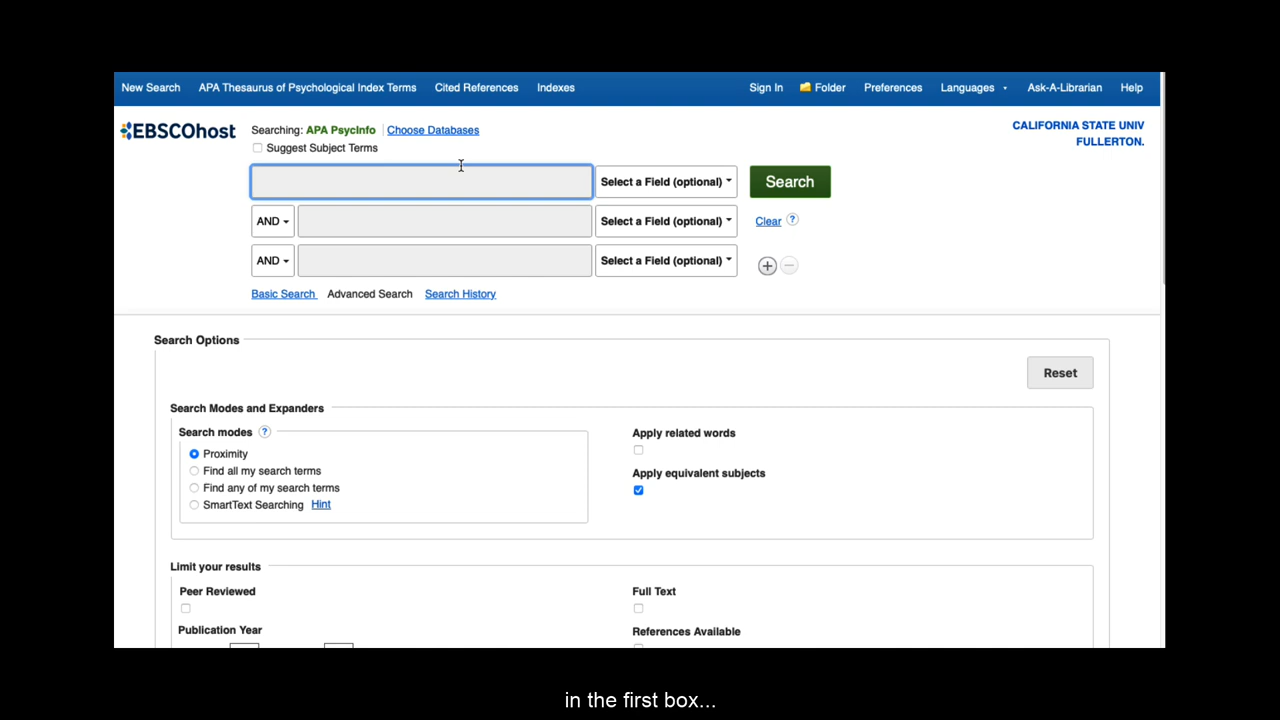 New Search APA Thesaurus of Psychological Index Terms Cited References Indexes Sign In Folder Preferences Languages Ask-A-Librarian Help
EBSCOhost Searching: APA PsycInfo Choose Databases CALIFORNIA STATE UNIV
Suggest Subject Terms FULLERTON.
Select a Field (optional) Search
AND Select a Field (optional) Clear ?
AND Select a Field (optional) + −
Basic Search Advanced Search Search History
Search Options
Reset
Search Modes and Expanders
Search modes ? Apply related words
Proximity
Find all my search terms Apply equivalent subjects
Find any of my search terms
SmartText Searching Hint
Limit your results
Peer Reviewed Full Text
Publication Year References Available
in the first box...